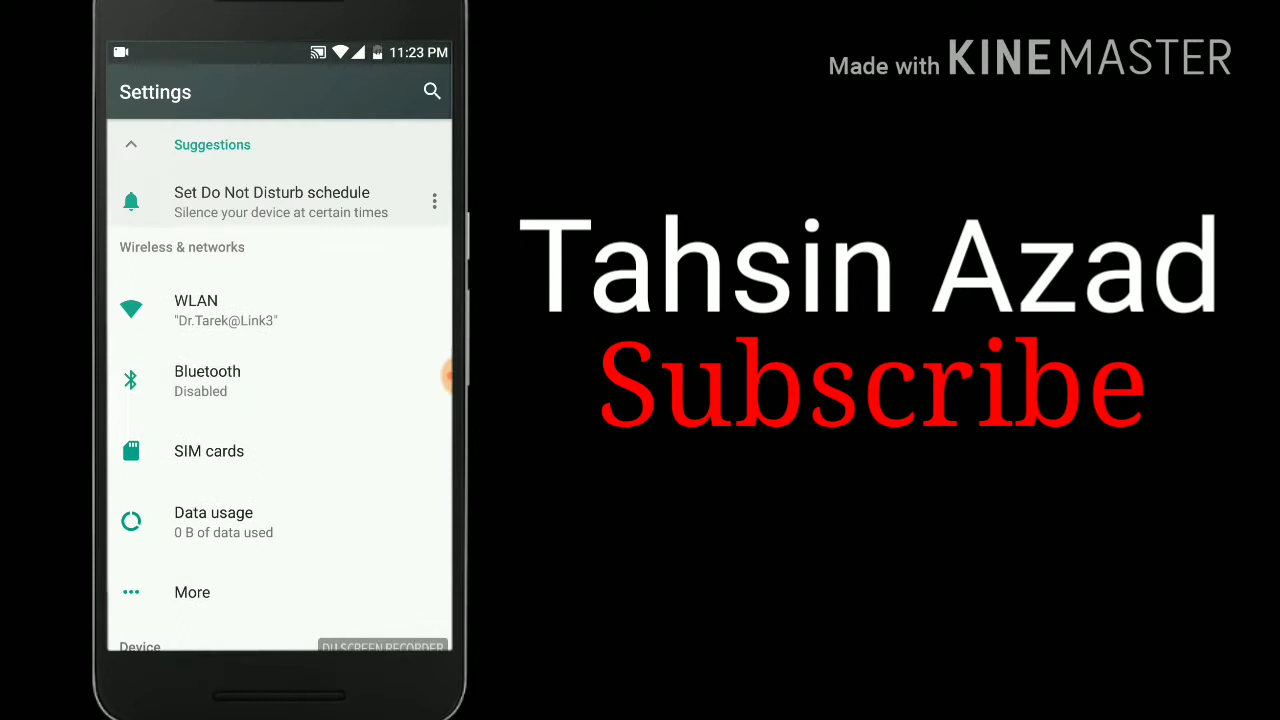 11:23 PM
Settings
Suggestions
Set Do Not Disturb schedule
Silence your device at certain times
Wireless & networks
WLAN
"Dr.Tarek@Link3"
Bluetooth
Disabled
SIM cards
Data usage
0 B of data used
More
Device
DU SCREEN RECORDER
Made with KINEMASTER
Tahsin Azad
Subscribe